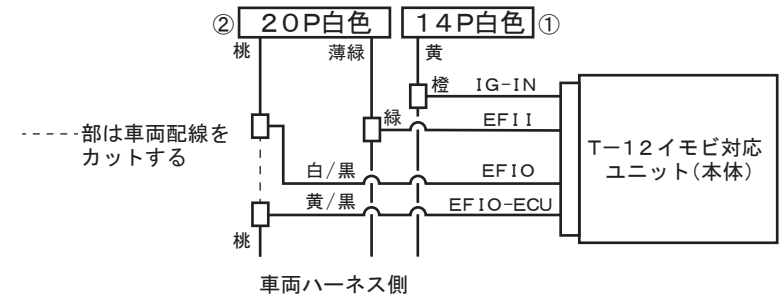 ② 20P白色 14P白色 ①
桃 薄緑 黄
橙 IG-IN
緑 EFII
-----部は車両配線を
カットする
T-12イモビ対応
ユニット(本体)
白/黒 EFIO
黄/黒 EFIO-ECU
桃
車両ハーネス側